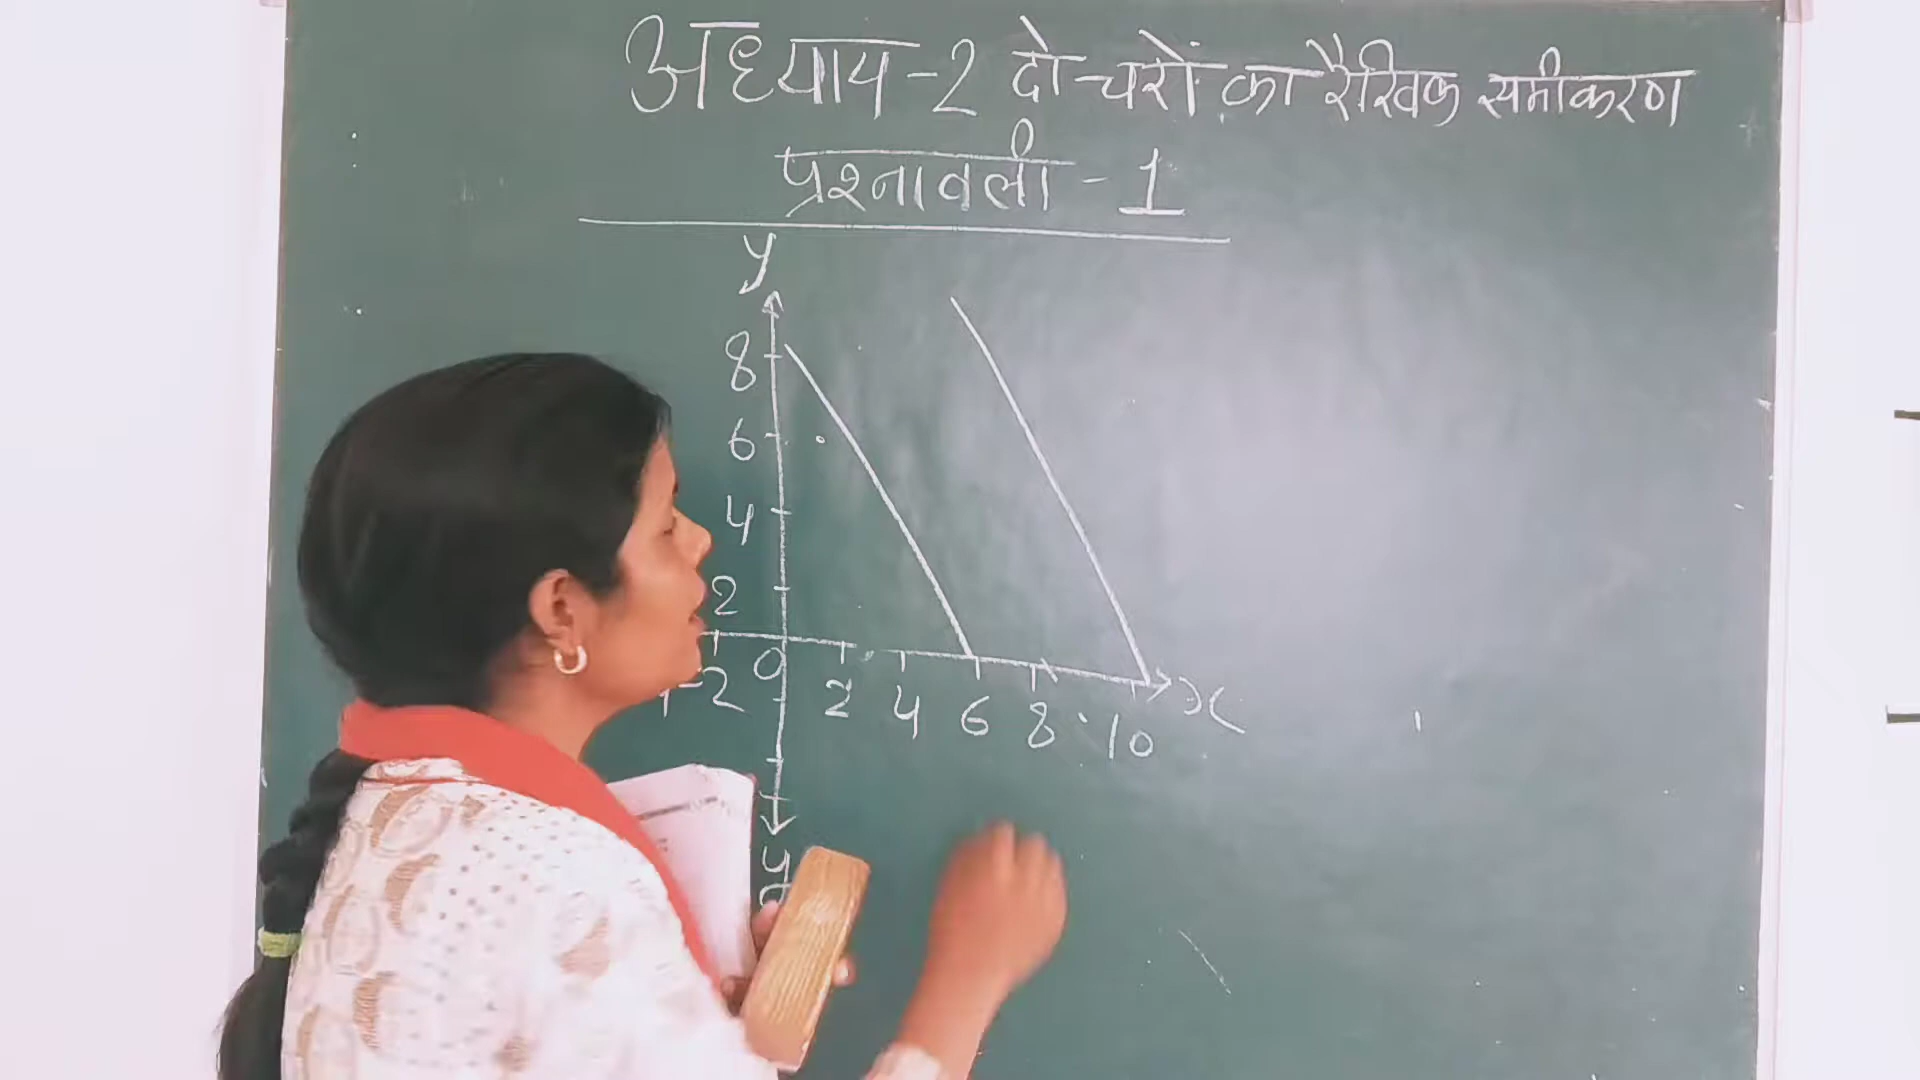 अध्याय-2 दो चरों का रैखिक समीकरण
प्रश्नावली - 1
y
8
6
4
2
-2 0 2 4 6 8 10 x
y